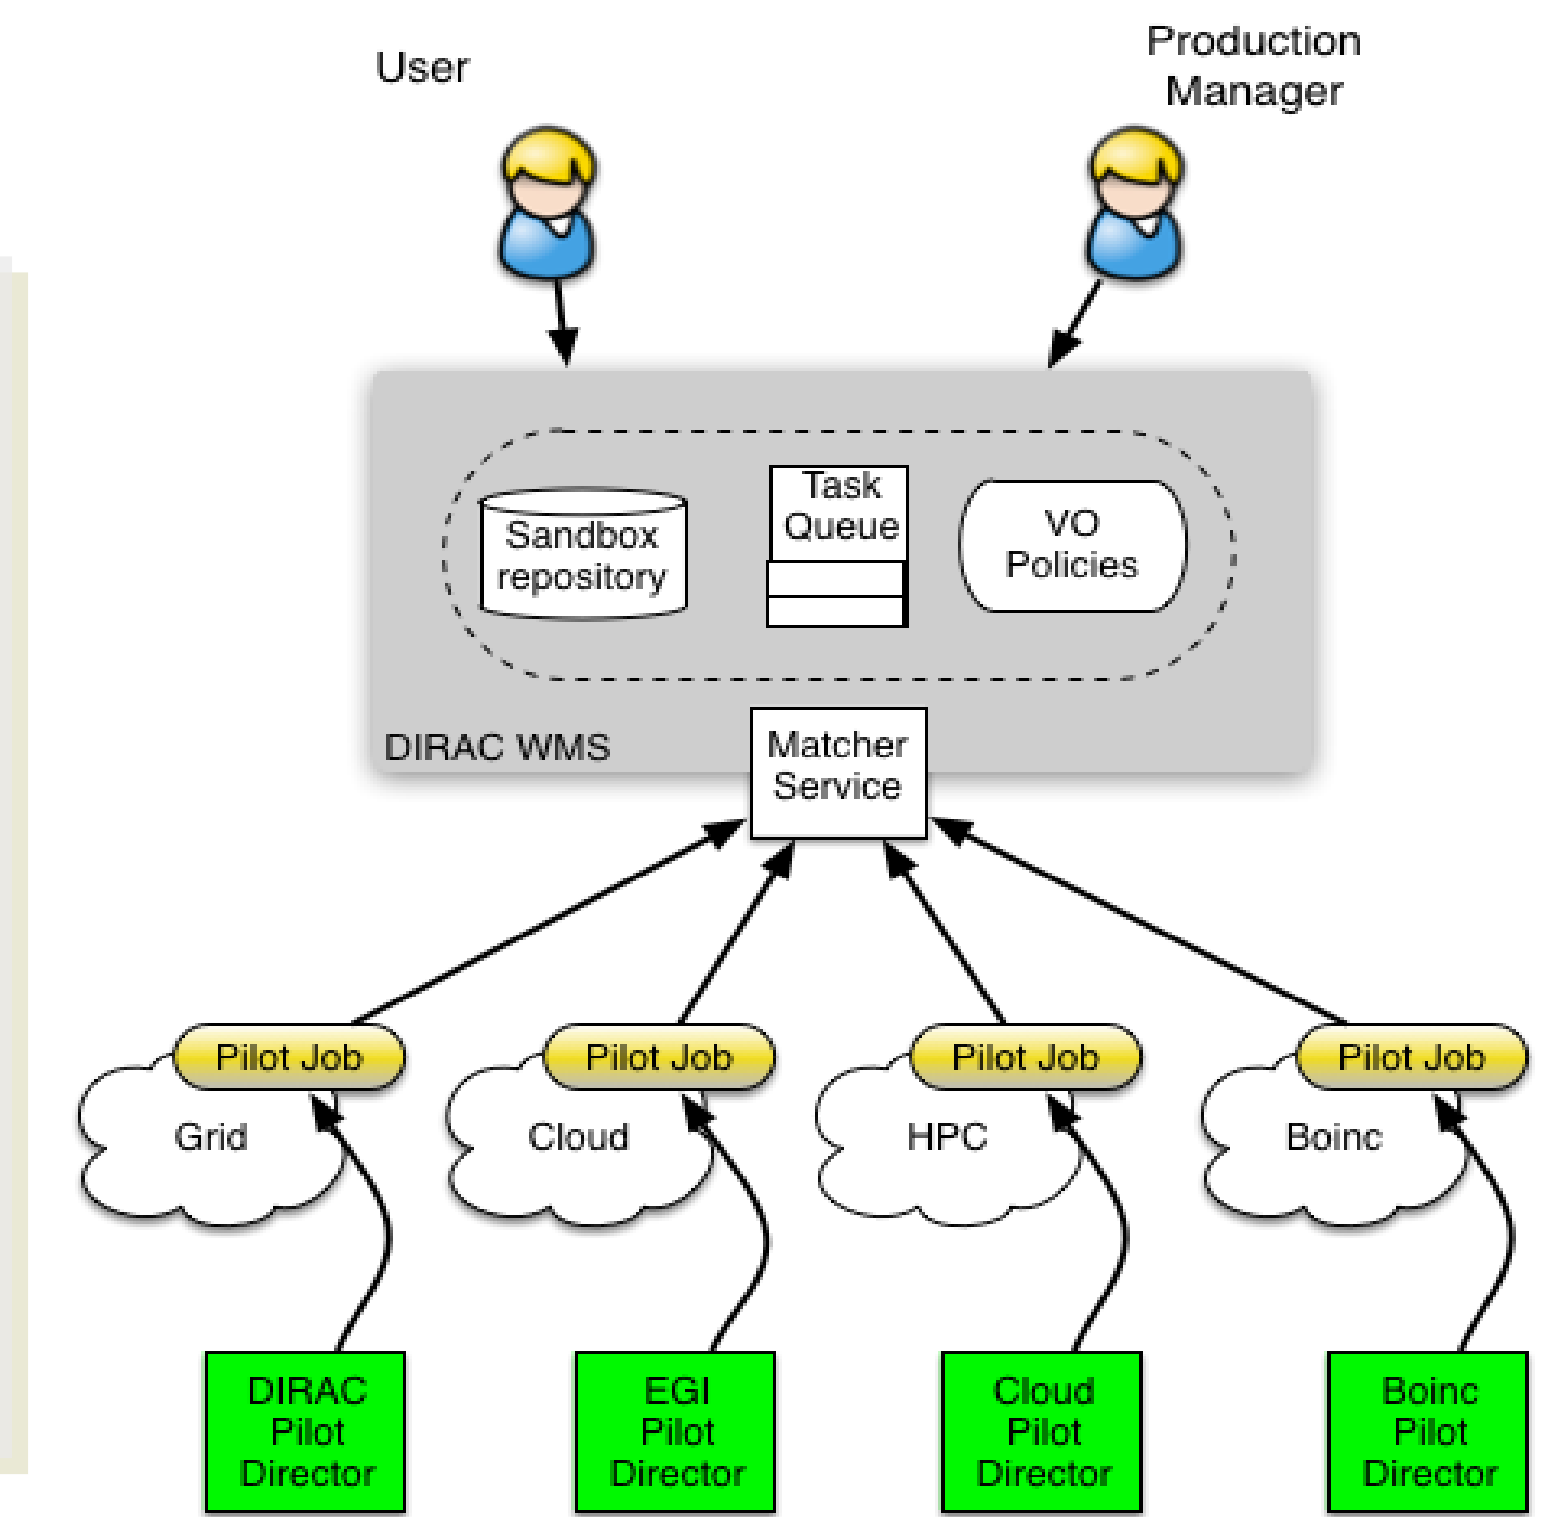 User
Production
Manager
Sandbox
repository
Task
Queue
VO
Policies
DIRAC WMS
Matcher
Service
Pilot Job
Pilot Job
Pilot Job
Pilot Job
Grid
Cloud
HPC
Boinc
DIRAC
Pilot
Director
EGI
Pilot
Director
Cloud
Pilot
Director
Boinc
Pilot
Director